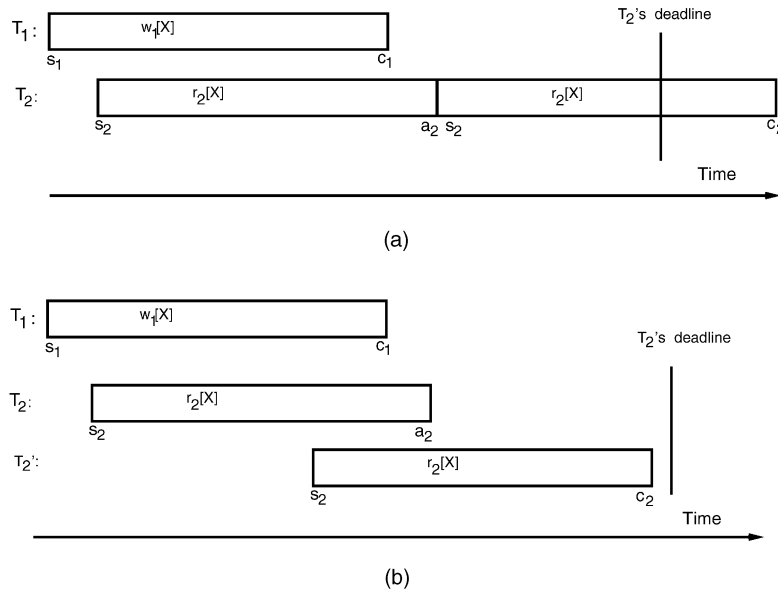 T2's deadline
T1: w1[X]
s1 c1
T2: r2[X] r2[X]
s2 a2 s2 c2
Time
(a)
T1: w1[X]
s1 c1
T2's deadline
T2: r2[X]
s2 a2
T2': r2[X]
s2 c2
Time
(b)